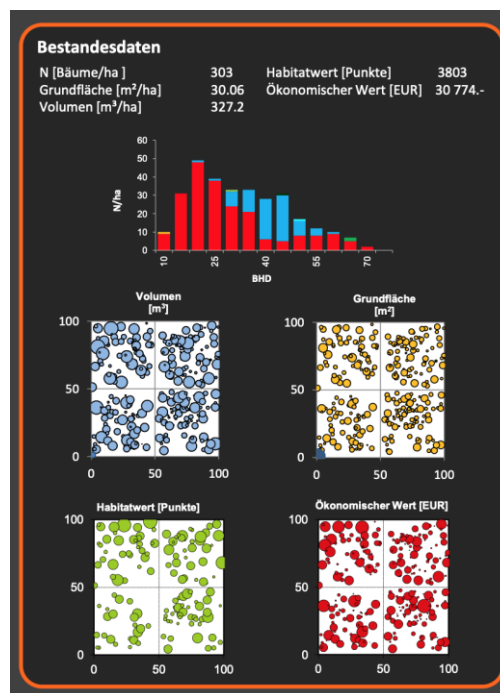 Bestandesdaten
N [Bäume/ha ] 303 Habitatwert [Punkte] 3803
Grundfläche [m²/ha] 30.06 Ökonomischer Wert [EUR] 30 774.-
Volumen [m³/ha] 327.2
60
50
40
30
20
10
0
N/ha
10 25 40 55 70
BHD
Volumen
[m³]
100
50
0
0 50 100
Grundfläche
[m²]
100
50
0
0 50 100
Habitatwert [Punkte]
100
50
0
0 50 100
Ökonomischer Wert [EUR]
100
50
0
0 50 100